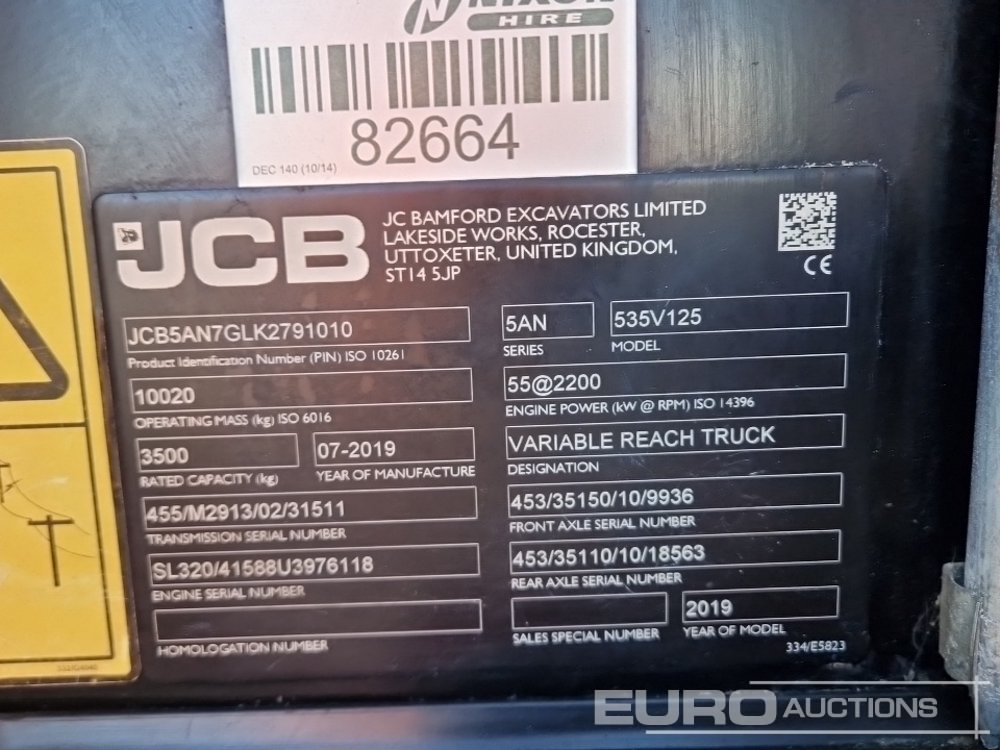 HIRE
82664
DEC 140 (10/14)
JCB
JC BAMFORD EXCAVATORS LIMITED
LAKESIDE WORKS, ROCESTER,
UTTOXETER, UNITED KINGDOM,
ST14 5JP
CE
JCB5AN7GLK2791010
Product Identification Number (PIN) ISO 10261
5AN
SERIES
535V125
MODEL
10020
OPERATING MASS (kg) ISO 6016
55@2200
ENGINE POWER (kW @ RPM) ISO 14396
3500
RATED CAPACITY (kg)
07-2019
YEAR OF MANUFACTURE
VARIABLE REACH TRUCK
DESIGNATION
455/M2913/02/31511
TRANSMISSION SERIAL NUMBER
453/35150/10/9936
FRONT AXLE SERIAL NUMBER
SL320/41588U3976118
ENGINE SERIAL NUMBER
453/35110/10/18563
REAR AXLE SERIAL NUMBER
HOMOLOGATION NUMBER
SALES SPECIAL NUMBER
2019
YEAR OF MODEL
334/E5823
EURO AUCTIONS